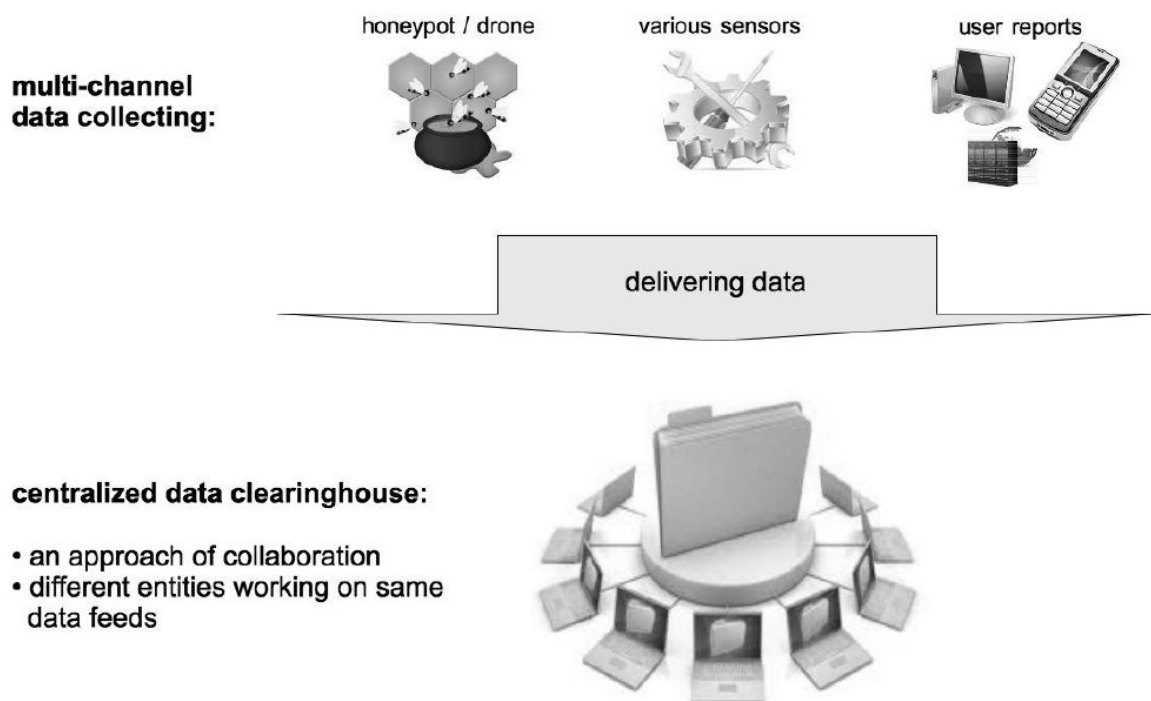 honeypot / drone
various sensors
user reports
multi-channel
data collecting:
delivering data
centralized data clearinghouse:
• an approach of collaboration
• different entities working on same
data feeds